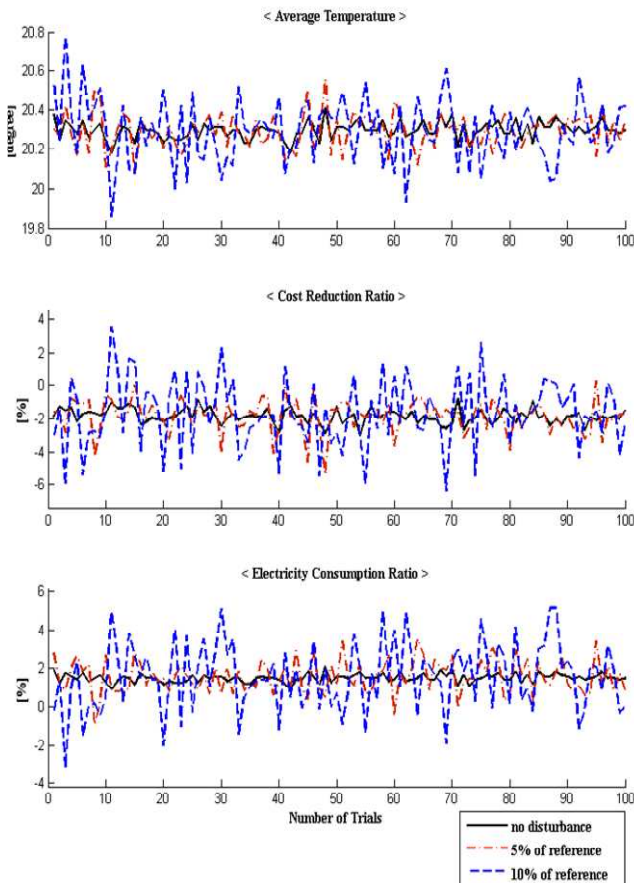 < Average Temperature >
20.8
20.6
20.4
20.2
20
19.8
[degree]
0 10 20 30 40 50 60 70 80 90 100
< Cost Reduction Ratio >
4
2
0
-2
-4
-6
[%]
0 10 20 30 40 50 60 70 80 90 100
< Electricity Consumption Ratio >
6
4
2
0
-2
-4
[%]
0 10 20 30 40 50 60 70 80 90 100
Number of Trials
no disturbance
5% of reference
10% of reference